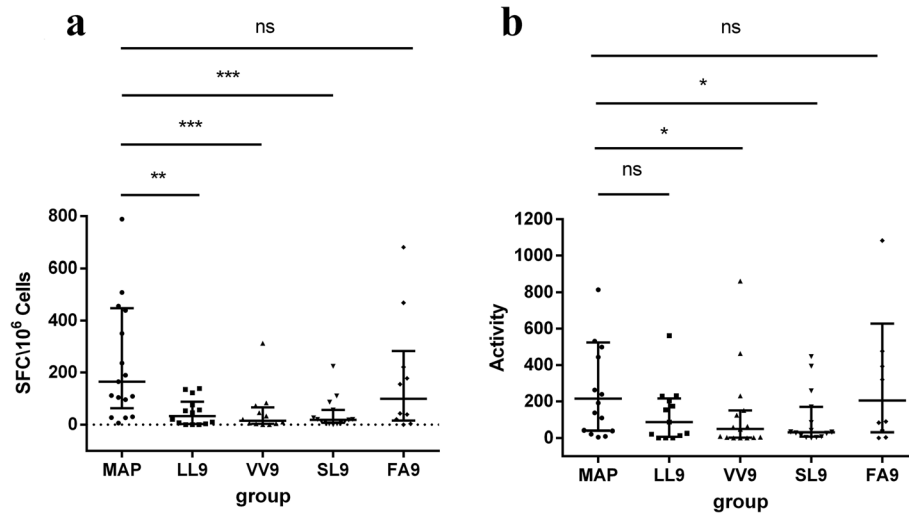 a
ns
***
***
**
800
600
400
200
0
SFC\10⁶ Cells
MAP LL9 VV9 SL9 FA9
group
b
ns
*
*
ns
1200
1000
800
600
400
200
0
Activity
MAP LL9 VV9 SL9 FA9
group